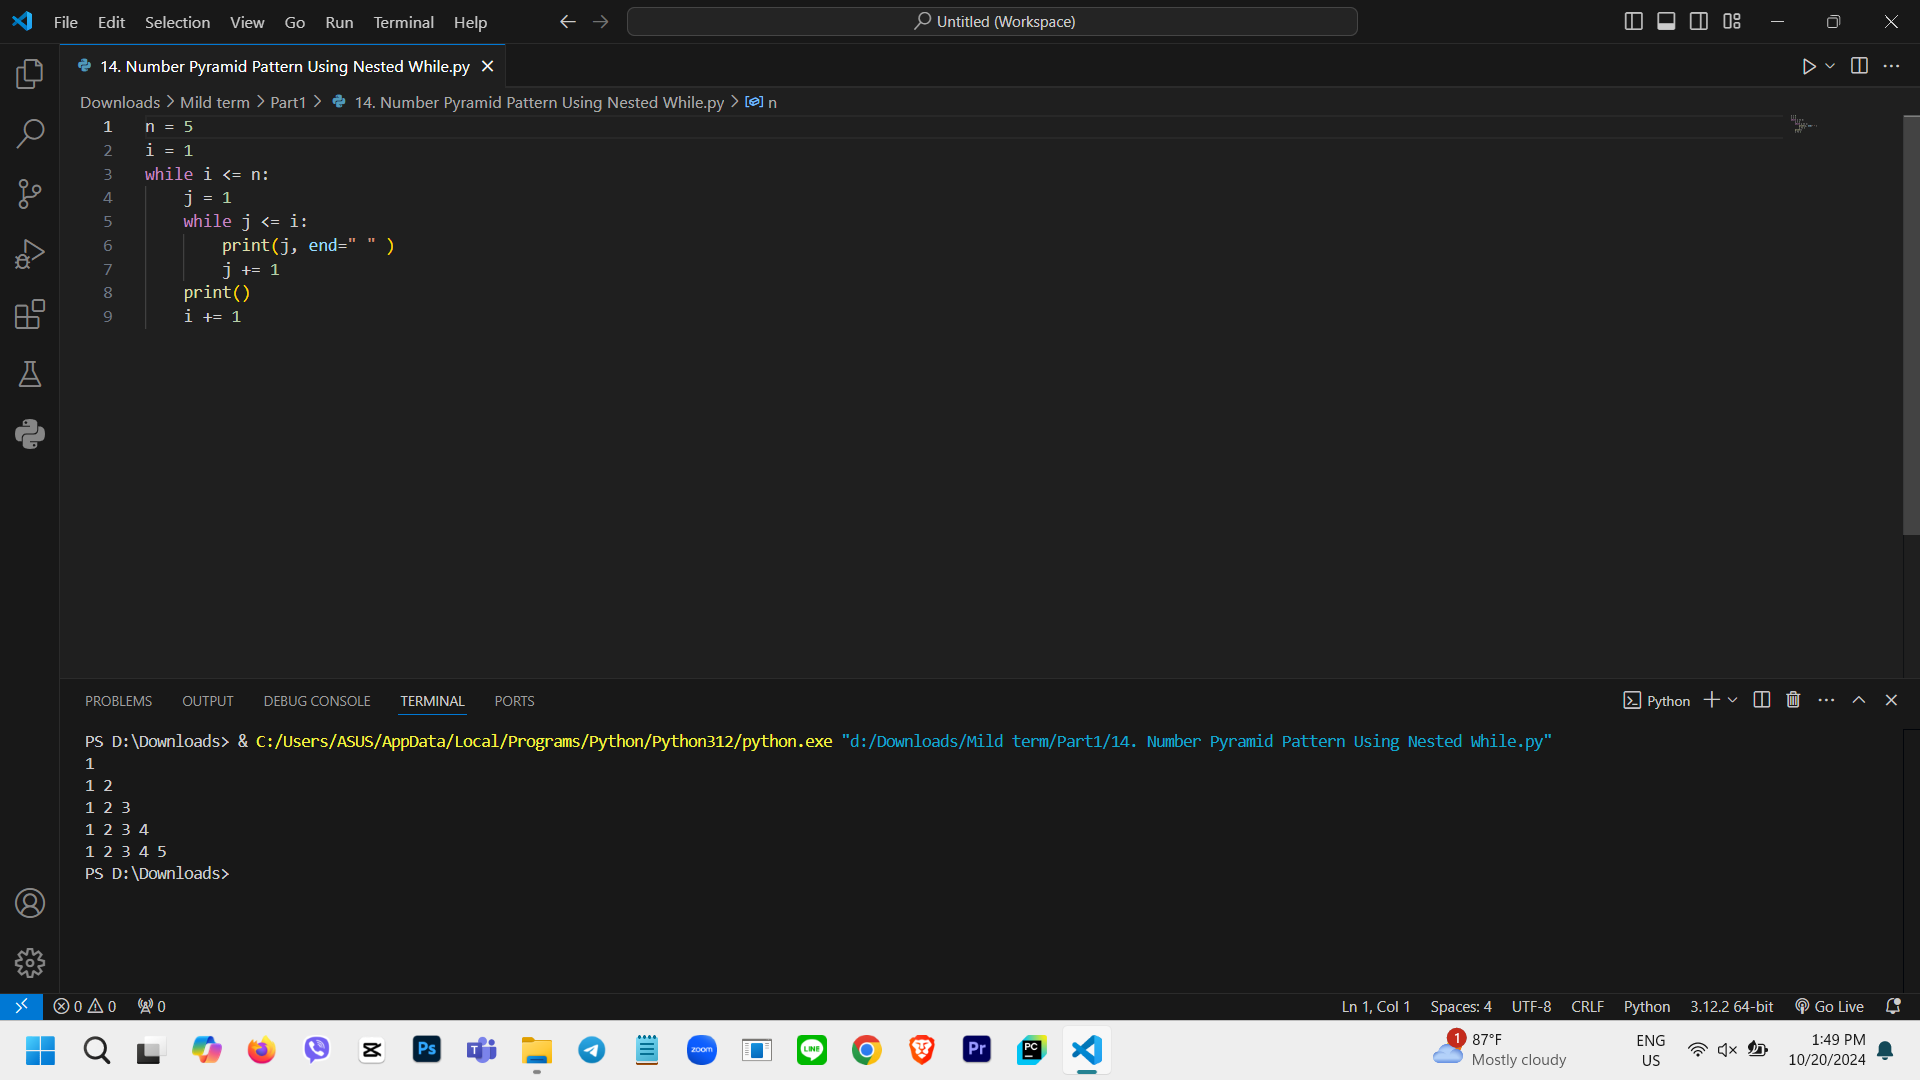 File Edit Selection View Go Run Terminal Help
Untitled (Workspace)
14. Number Pyramid Pattern Using Nested While.py
Downloads > Mild term > Part1 > 14. Number Pyramid Pattern Using Nested While.py > n
1 n = 5
2 i = 1
3 while i <= n:
4     j = 1
5     while j <= i:
6         print(j, end=" " )
7         j += 1
8     print()
9     i += 1
PROBLEMS OUTPUT DEBUG CONSOLE TERMINAL PORTS
Python
PS D:\Downloads> & C:/Users/ASUS/AppData/Local/Programs/Python/Python312/python.exe "d:/Downloads/Mild term/Part1/14. Number Pyramid Pattern Using Nested While.py"
1
1 2
1 2 3
1 2 3 4
1 2 3 4 5
PS D:\Downloads>
0 0 0
Ln 1, Col 1 Spaces: 4 UTF-8 CRLF Python 3.12.2 64-bit Go Live
Ps T zoom LINE Pr PC
1 87°F
Mostly cloudy
ENG
US
1:49 PM
10/20/2024